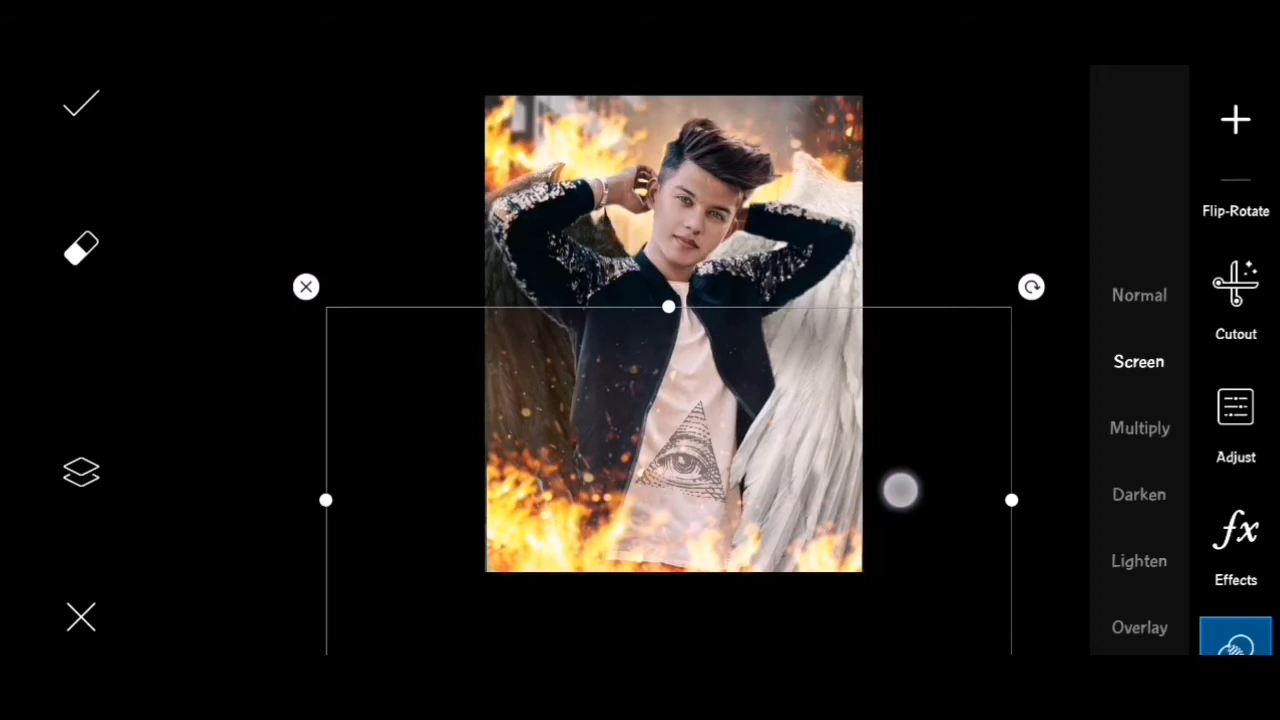 Flip-Rotate
Normal
Cutout
Screen
Multiply
Adjust
Darken
Lighten
fx
Effects
Overlay